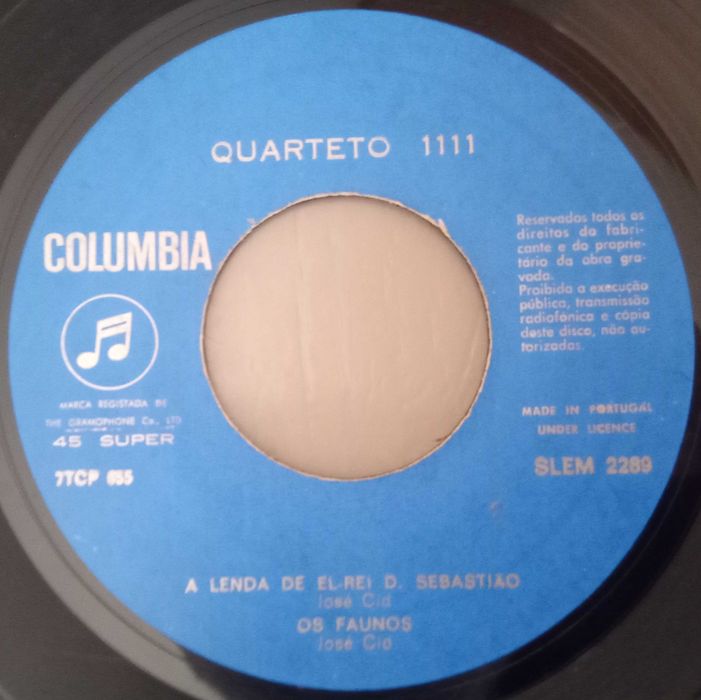 QUARTETO 1111
COLUMBIA
Reservados todos os
direitos do fabri-
cante e do proprie-
tário da obra gra-
vada.
Proibida a execução
pública, transmissão
radiofónica e cópia
deste disco, não au-
torizadas.
MARCA REGISTADA DE
THE GRAMOPHONE Co., LTD
45 SUPER
7TCP 655
MADE IN PORTUGAL
UNDER LICENCE
SLEM 2289
A LENDA DE EL-REI D. SEBASTIÃO
José Cid
OS FAUNOS
José Cid